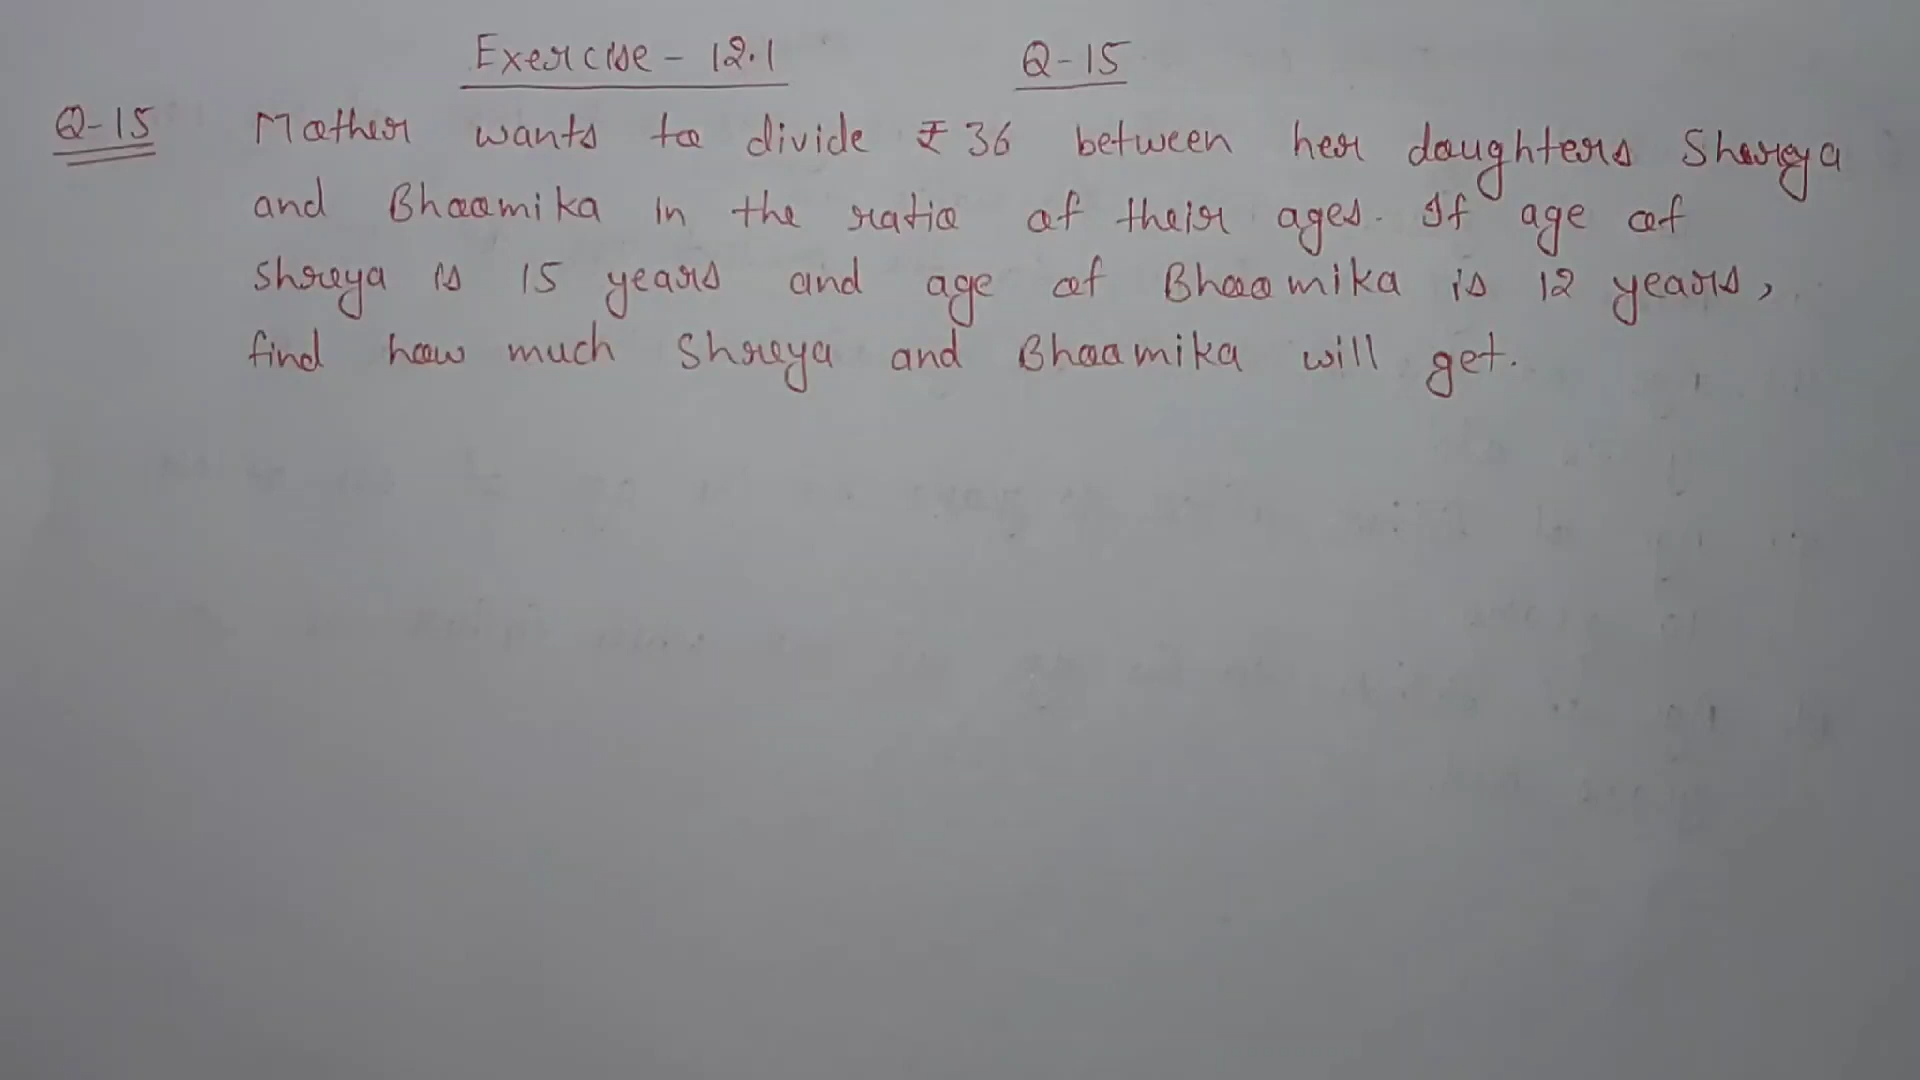 Exercise - 12.1 Q-15
Q-15 Mother wants to divide ₹ 36 between her daughters Shreya
and Bhoomika in the ratio of their ages. If age of
Shreya is 15 years and age of Bhoomika is 12 years,
find how much Shreya and Bhoomika will get.